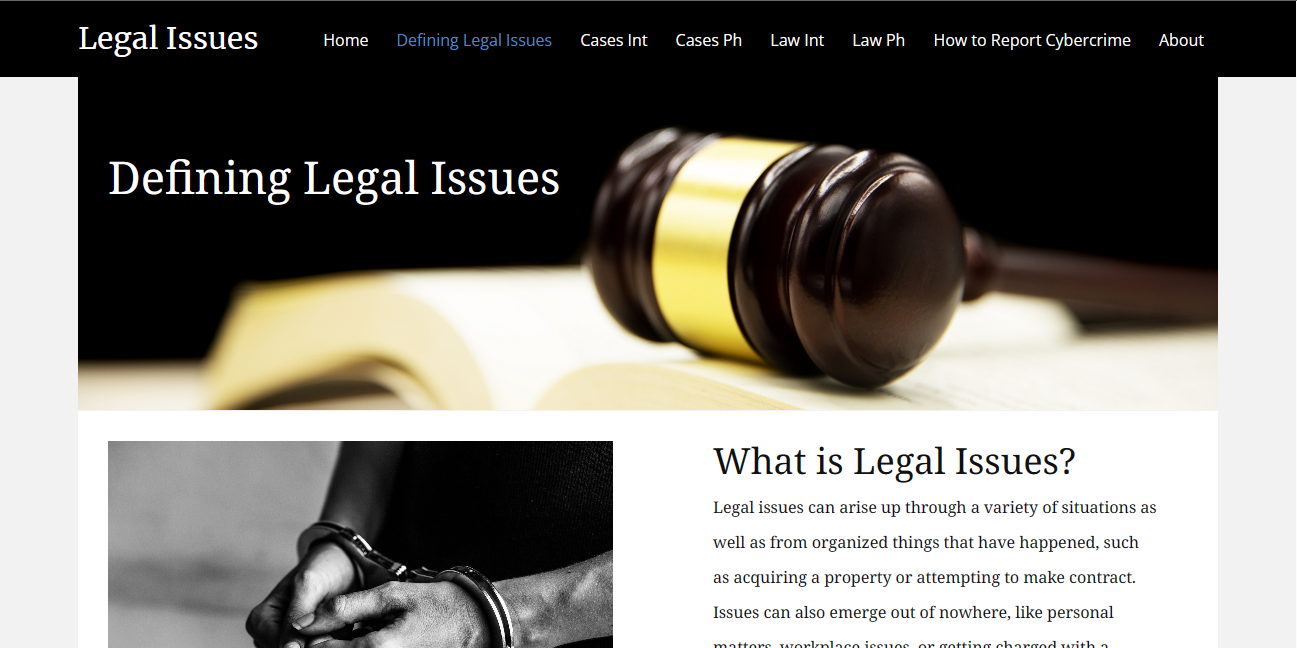 Legal Issues
Home Defining Legal Issues Cases Int Cases Ph Law Int Law Ph How to Report Cybercrime About
Defining Legal Issues
What is Legal Issues?
Legal issues can arise up through a variety of situations as
well as from organized things that have happened, such
as acquiring a property or attempting to make contract.
Issues can also emerge out of nowhere, like personal
matters, workplace issues, or getting charged with a